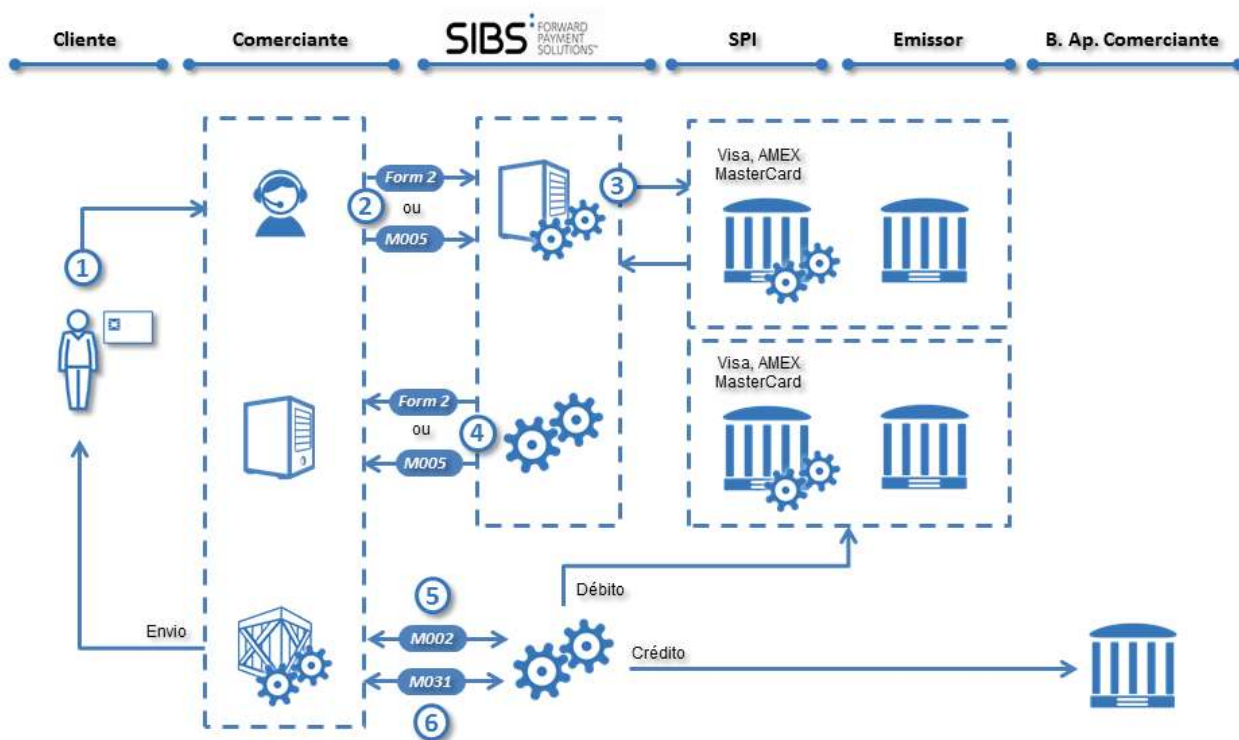 Cliente
Comerciante
SIBS FORWARD
PAYMENT
SOLUTIONS™
SPI
Emissor
B. Ap. Comerciante
Visa, AMEX
MasterCard
Form 2
3
2
ou
M005
1
Visa, AMEX
MasterCard
Form 2
ou
4
M005
5
Débito
Envio
M002
Crédito
M031
6